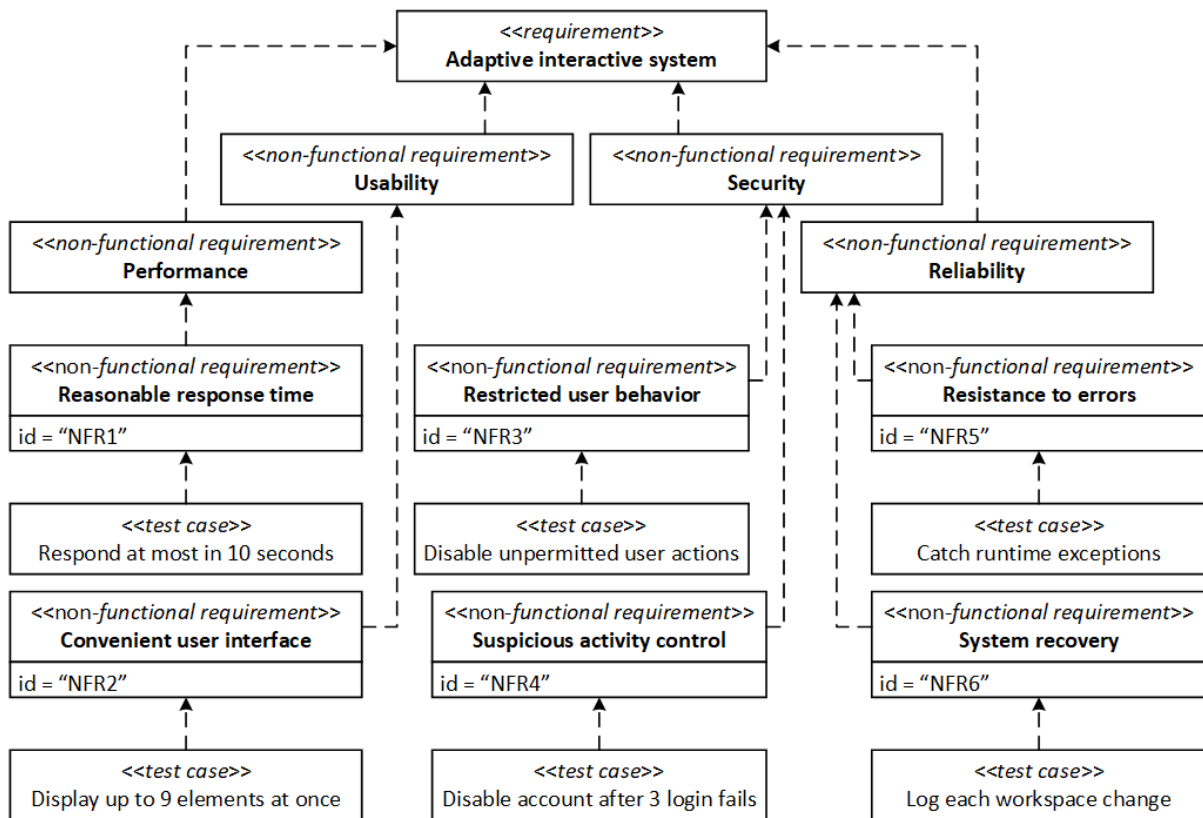 <<requirement>>
Adaptive interactive system
<<non-functional requirement>>
Usability
<<non-functional requirement>>
Security
<<non-functional requirement>>
Performance
<<non-functional requirement>>
Reliability
<<non-functional requirement>>
Reasonable response time
id = “NFR1”
<<non-functional requirement>>
Restricted user behavior
id = “NFR3”
<<non-functional requirement>>
Resistance to errors
id = “NFR5”
<<test case>>
Respond at most in 10 seconds
<<test case>>
Disable unpermitted user actions
<<test case>>
Catch runtime exceptions
<<non-functional requirement>>
Convenient user interface
id = “NFR2”
<<non-functional requirement>>
Suspicious activity control
id = “NFR4”
<<non-functional requirement>>
System recovery
id = “NFR6”
<<test case>>
Display up to 9 elements at once
<<test case>>
Disable account after 3 login fails
<<test case>>
Log each workspace change